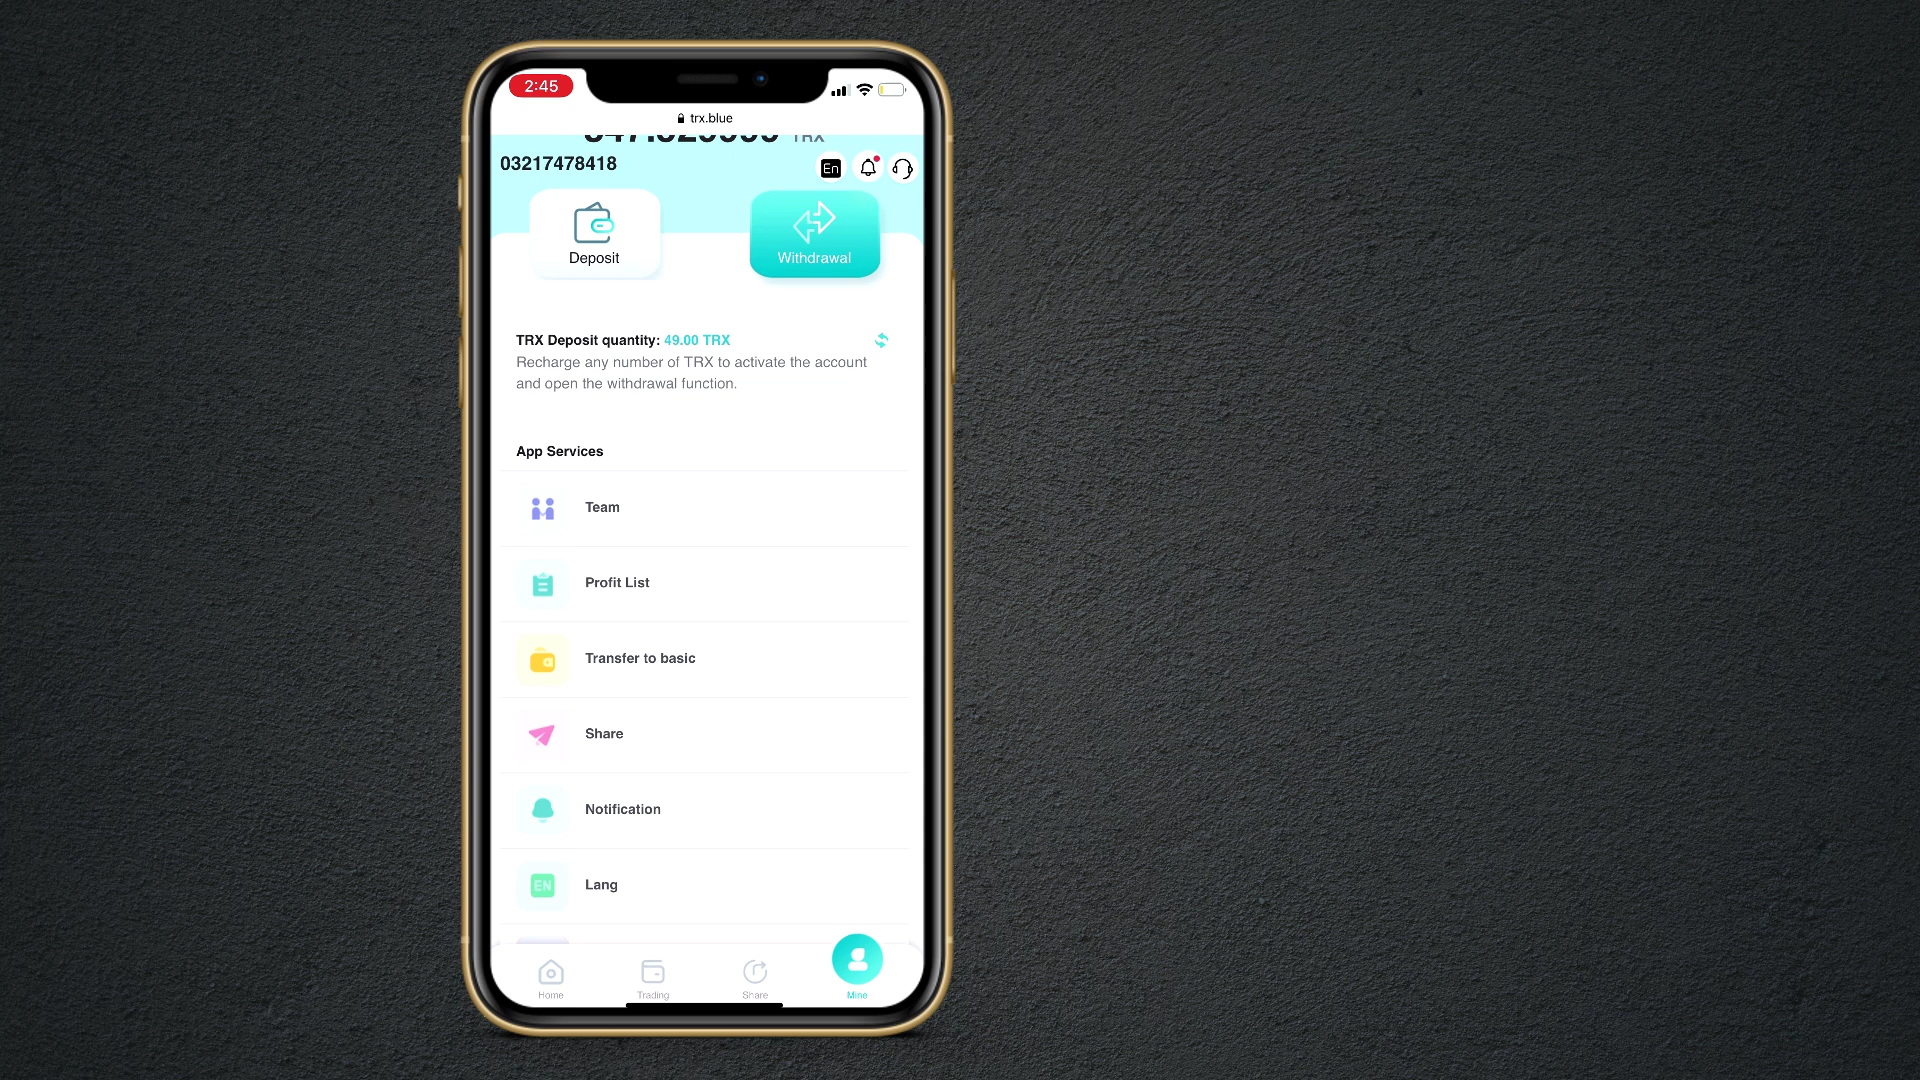 2:45
trx.blue
TRX
03217478418
En
Deposit
Withdrawal
TRX Deposit quantity: 49.00 TRX
Recharge any number of TRX to activate the account
and open the withdrawal function.
App Services
Team
Profit List
Transfer to basic
Share
Notification
EN
Lang
Home
Trading
Share
Mine